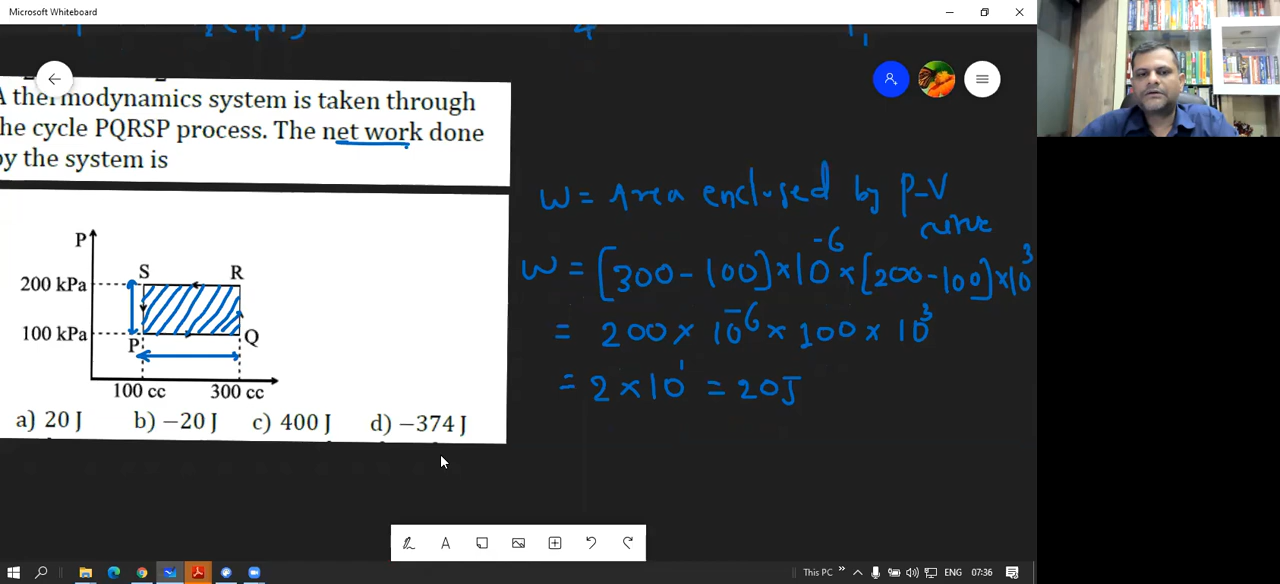 Microsoft Whiteboard
A thermodynamics system is taken through
the cycle PQRSP process. The net work done
by the system is
P
200 kPa
100 kPa
S
R
P
Q
100 cc
300 cc
a) 20 J b) −20 J c) 400 J d) −374 J
W = Area enclosed by P-V
curve
W = [300-100]×10⁻⁶×[200-100]×10³
= 200 × 10⁻⁶ × 100 × 10³
= 2 × 10¹ = 20J
This PC
ENG
07:36